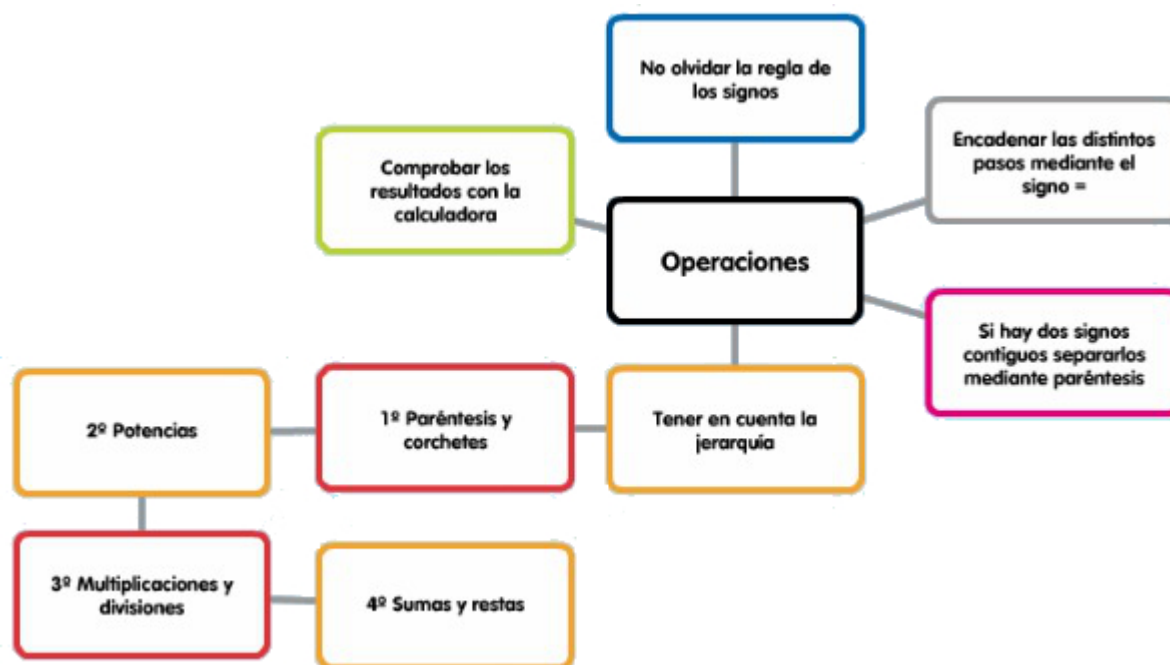 No olvidar la regla de
los signos
Encadenar las distintos
pasos mediante el
signo =
Comprobar los
resultados con la
calculadora
Operaciones
Si hay dos signos
contiguos separarlos
mediante paréntesis
Tener en cuenta la
jerarquía
1º Paréntesis y
corchetes
2º Potencias
3º Multiplicaciones y
divisiones
4º Sumas y restas